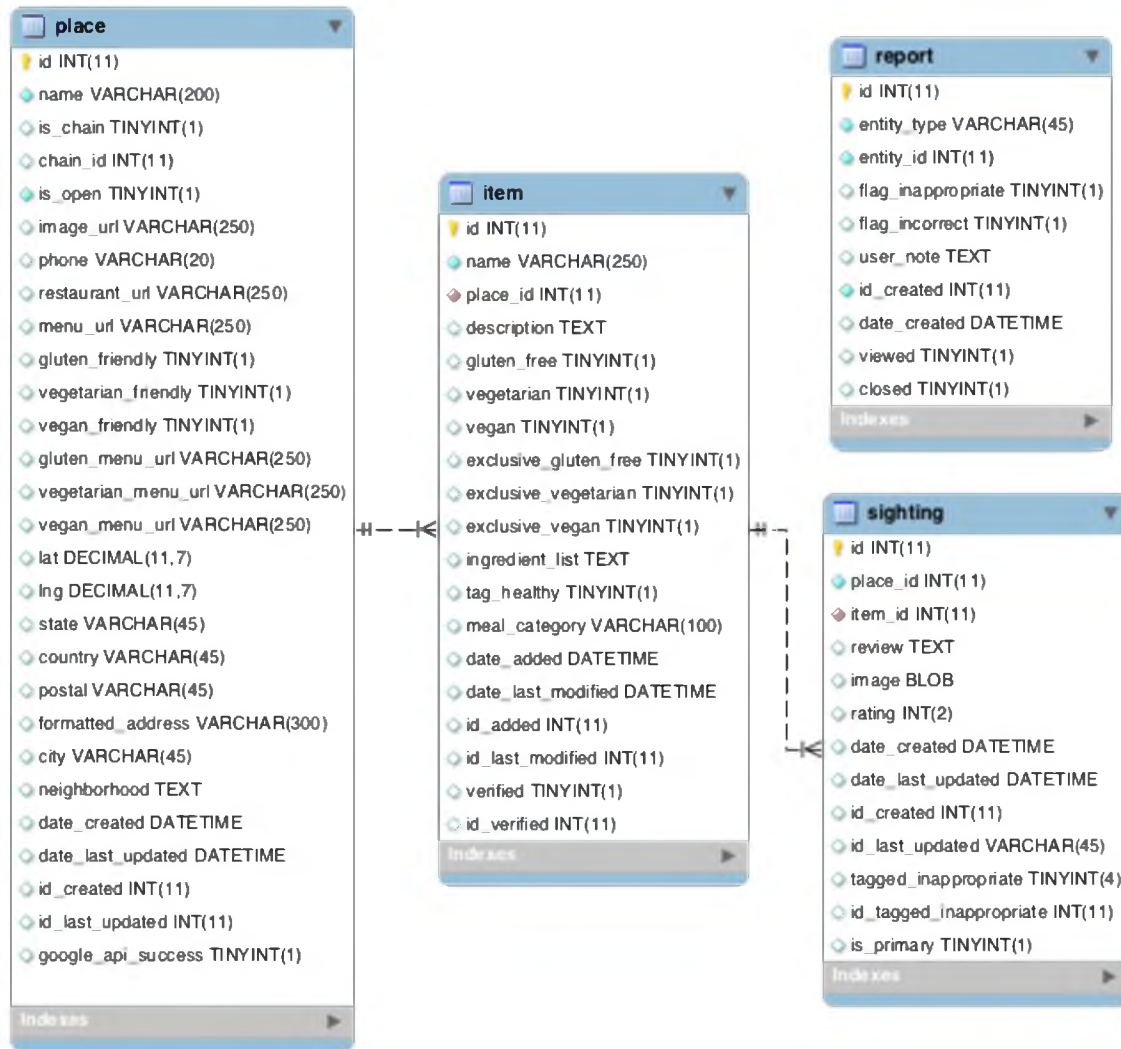 place
id INT(11)
name VARCHAR(200)
is_chain TINYINT(1)
chain_id INT(11)
is_open TINYINT(1)
image_url VARCHAR(250)
phone VARCHAR(20)
restaurant_url VARCHAR(250)
menu_url VARCHAR(250)
gluten_friendly TINYINT(1)
vegetarian_friendly TINYINT(1)
vegan_friendly TINYINT(1)
gluten_menu_url VARCHAR(250)
vegetarian_menu_url VARCHAR(250)
vegan_menu_url VARCHAR(250)
lat DECIMAL(11,7)
lng DECIMAL(11,7)
state VARCHAR(45)
country VARCHAR(45)
postal VARCHAR(45)
formatted_address VARCHAR(300)
city VARCHAR(45)
neighborhood TEXT
date_created DATETIME
date_last_updated DATETIME
id_created INT(11)
id_last_updated INT(11)
google_api_success TINYINT(1)
Indexes
item
id INT(11)
name VARCHAR(250)
place_id INT(11)
description TEXT
gluten_free TINYINT(1)
vegetarian TINYINT(1)
vegan TINYINT(1)
exclusive_gluten_free TINYINT(1)
exclusive_vegetarian TINYINT(1)
exclusive_vegan TINYINT(1)
ingredient_list TEXT
tag_healthy TINYINT(1)
meal_category VARCHAR(100)
date_added DATETIME
date_last_modified DATETIME
id_added INT(11)
id_last_modified INT(11)
verified TINYINT(1)
id_verified INT(11)
Indexes
report
id INT(11)
entity_type VARCHAR(45)
entity_id INT(11)
flag_inappropriate TINYINT(1)
flag_incorrect TINYINT(1)
user_note TEXT
id_created INT(11)
date_created DATETIME
viewed TINYINT(1)
closed TINYINT(1)
Indexes
sighting
id INT(11)
place_id INT(11)
item_id INT(11)
review TEXT
image BLOB
rating INT(2)
date_created DATETIME
date_last_updated DATETIME
id_created INT(11)
id_last_updated VARCHAR(45)
tagged_inappropriate TINYINT(4)
id_tagged_inappropriate INT(11)
is_primary TINYINT(1)
Indexes